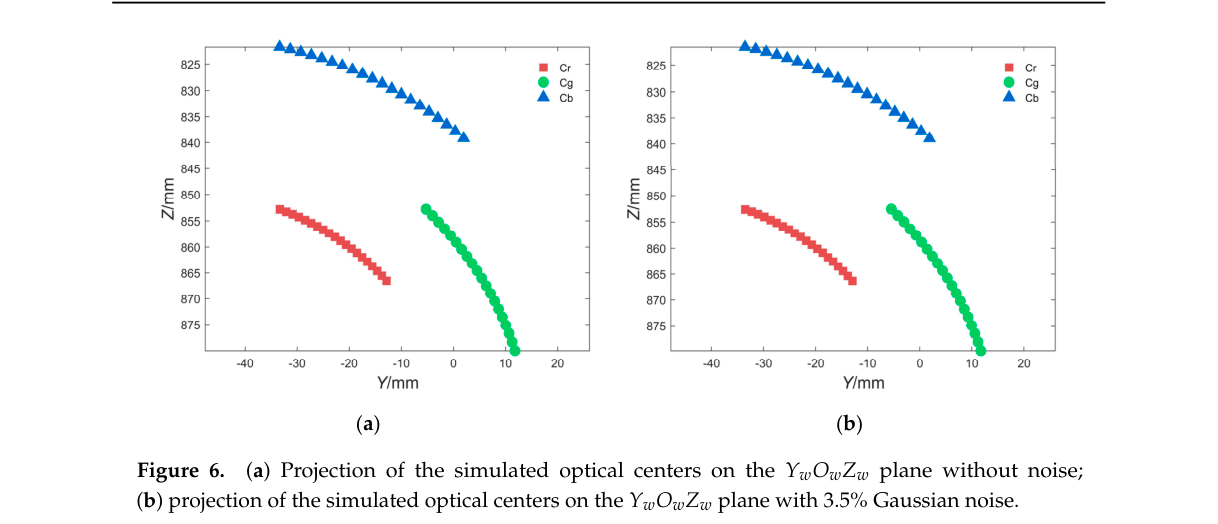 825
830
835
840
845
850
855
860
865
870
875
Z/mm
-40
-30
-20
-10
0
10
20
Y/mm
Cr
Cg
Cb
(a)
825
830
835
840
845
850
855
860
865
870
875
Z/mm
-40
-30
-20
-10
0
10
20
Y/mm
Cr
Cg
Cb
(b)
Figure 6. (a) Projection of the simulated optical centers on the YwOwZw plane without noise;
(b) projection of the simulated optical centers on the YwOwZw plane with 3.5% Gaussian noise.